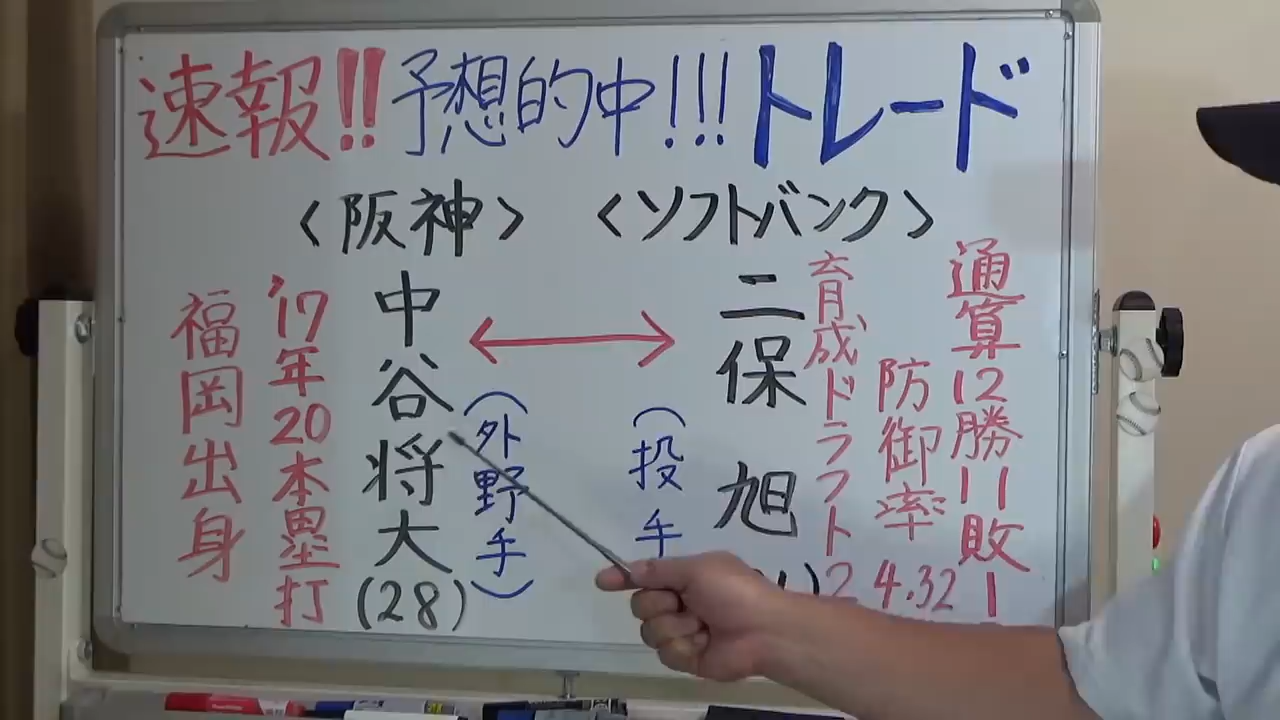 速報!! 予想的中!!! トレード
<阪神> <ソフトバンク>
通算12勝11敗1
防御率4.32
育成ドラフト2
二保 旭
(投手
中谷将大(28)
(外野手)
'17年20本塁打
福岡出身